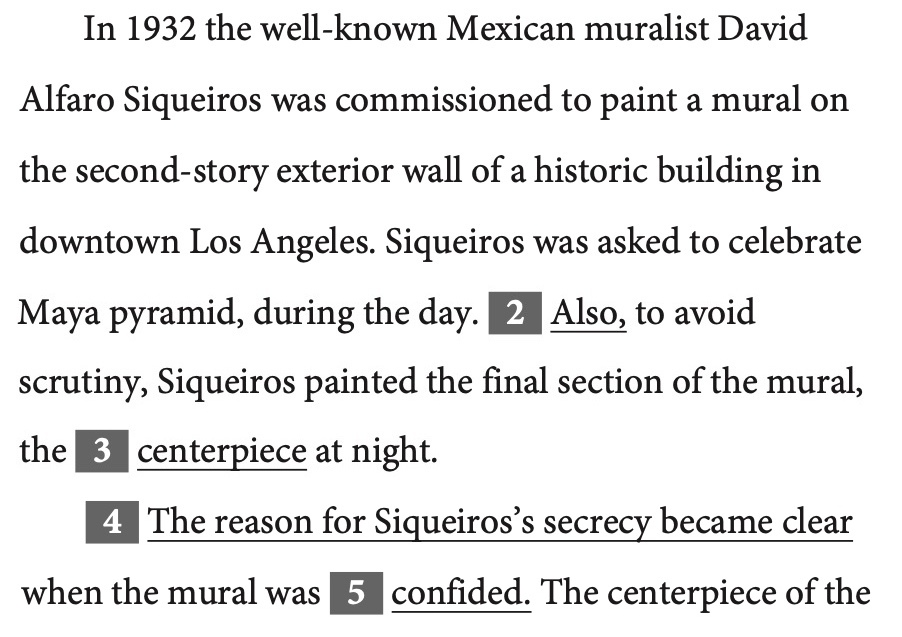 In 1932 the well-known Mexican muralist David
Alfaro Siqueiros was commissioned to paint a mural on
the second-story exterior wall of a historic building in
downtown Los Angeles. Siqueiros was asked to celebrate
Maya pyramid, during the day. 2 Also, to avoid
scrutiny, Siqueiros painted the final section of the mural,
the 3 centerpiece at night.
4 The reason for Siqueiros’s secrecy became clear
when the mural was 5 confided. The centerpiece of the